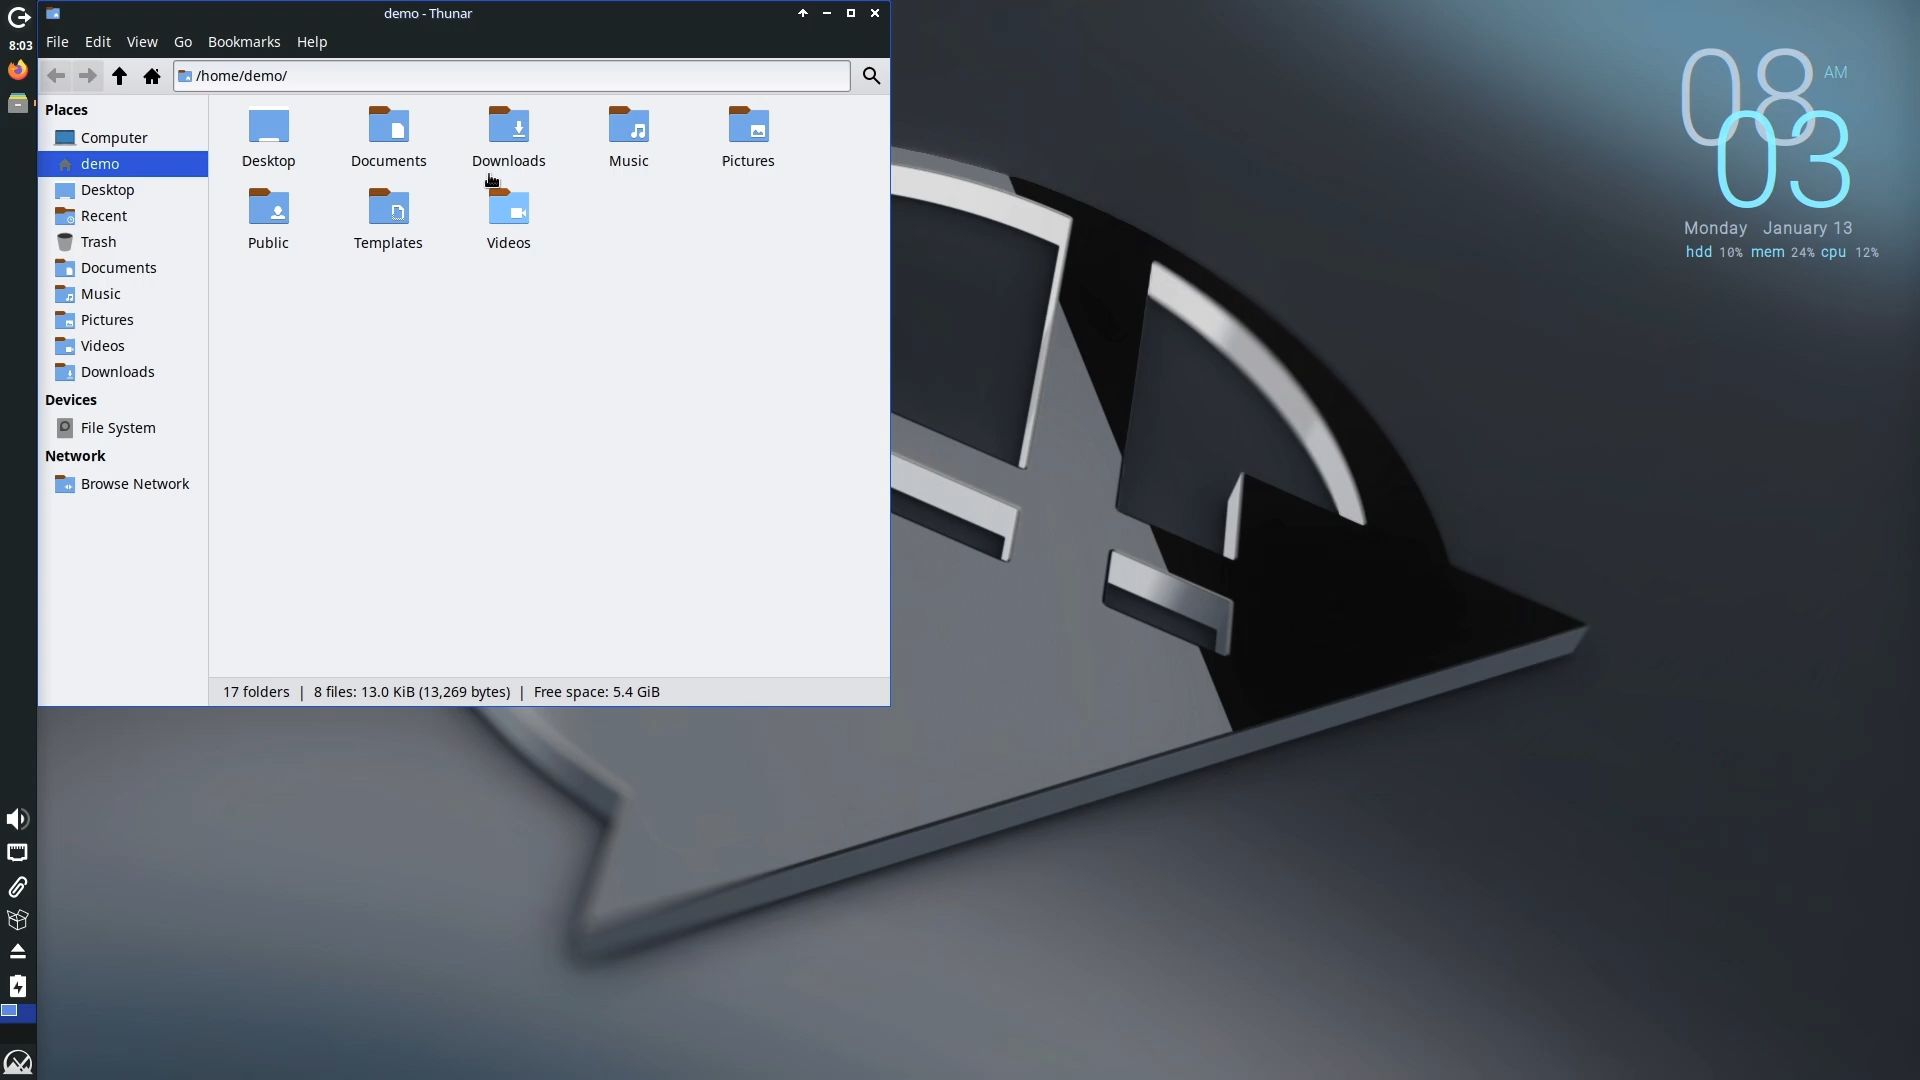 demo - Thunar
8:03
File Edit View Go Bookmarks Help
/home/demo/
Places
Computer
demo
Desktop
Recent
Trash
Documents
Music
Pictures
Videos
Downloads
Devices
File System
Network
Browse Network
Desktop Documents Downloads Music Pictures
Public Templates Videos
17 folders | 8 files: 13.0 KiB (13,269 bytes) | Free space: 5.4 GiB
08 AM
03
Monday January 13
hdd 10% mem 24% cpu 12%